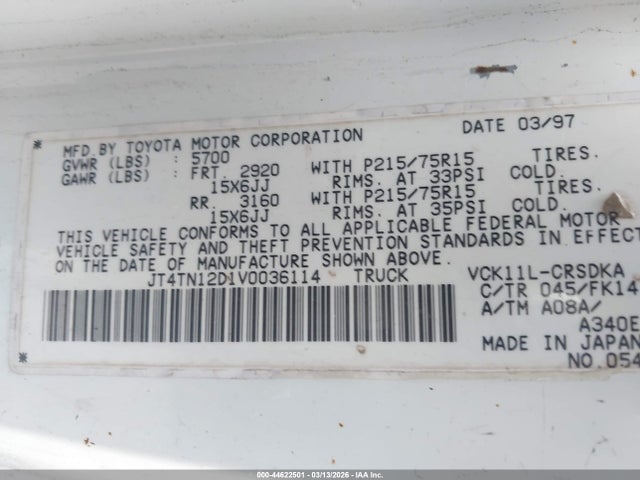 MFD. BY TOYOTA MOTOR CORPORATION DATE 03/97
GVWR (LBS) : 5700
GAWR (LBS) : FRT. 2920 WITH P215/75R15 TIRES.
15X6JJ RIMS. AT 33PSI COLD.
RR. 3160 WITH P215/75R15 TIRES.
15X6JJ RIMS. AT 35PSI COLD.
THIS VEHICLE CONFORMS TO ALL APPLICABLE FEDERAL MOTOR
VEHICLE SAFETY AND THEFT PREVENTION STANDARDS IN EFFECT
ON THE DATE OF MANUFACTURE SHOWN ABOVE.
JT4TN12D1V0036114 TRUCK VCK11L-CRSDKA
C/TR 045/FK14
A/TM A08A/
A340E
MADE IN JAPAN
NO.054
000-44622501 - 03/13/2026 - IAA Inc.